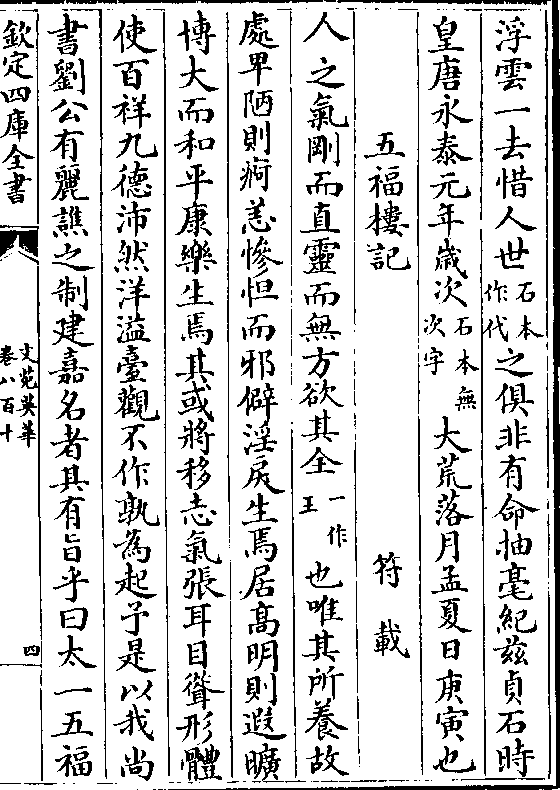 浮雲一去惜人世石本作代之俱非有命抽毫紀兹貞石時
皇唐永泰元年歲次石本無次字大荒落月孟夏日庚寅也
五福樓記 符載
人之氣剛而直靈而無方欲其全一作王也唯其所養故
處卑陋則痾恙慘怛而邪僻淫戾生焉居髙明則遐曠
博大而和平康樂生焉其或將移志氣張耳目聳形體
使百祥九德沛然洋溢臺觀不作孰為起予是以我尚
書劉公有麗譙之制建嘉名者其有旨乎曰太一五福
欽定四庫全書
文苑英華
卷八百十
四